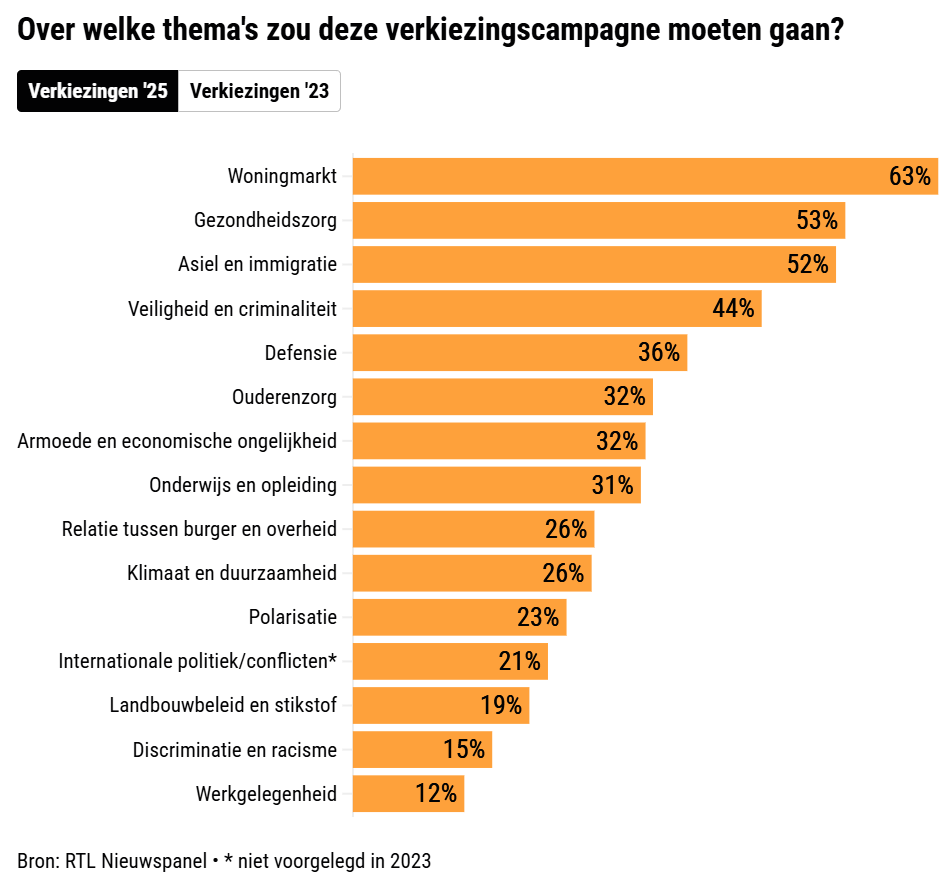 Over welke thema's zou deze verkiezingscampagne moeten gaan?
Verkiezingen '25 Verkiezingen '23
Woningmarkt 63%
Gezondheidszorg 53%
Asiel en immigratie 52%
Veiligheid en criminaliteit 44%
Defensie 36%
Ouderenzorg 32%
Armoede en economische ongelijkheid 32%
Onderwijs en opleiding 31%
Relatie tussen burger en overheid 26%
Klimaat en duurzaamheid 26%
Polarisatie 23%
Internationale politiek/conflicten* 21%
Landbouwbeleid en stikstof 19%
Discriminatie en racisme 15%
Werkgelegenheid 12%
Bron: RTL Nieuwspanel • * niet voorgelegd in 2023